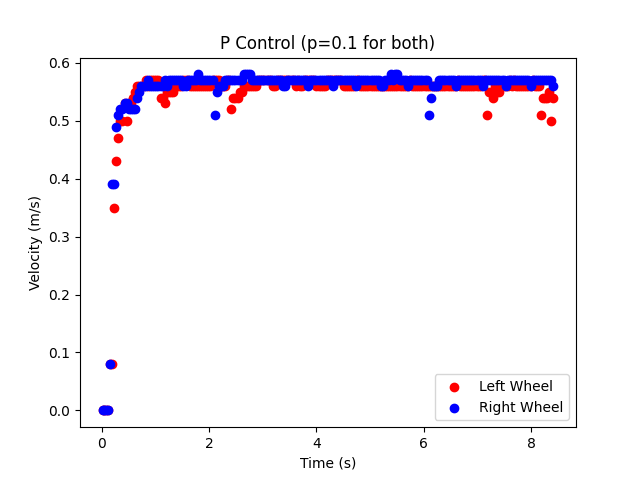 P Control (p=0.1 for both)
0.6
0.5
0.4
0.3
0.2
0.1
0.0
Velocity (m/s)
0 2 4 6 8
Time (s)
Left Wheel
Right Wheel